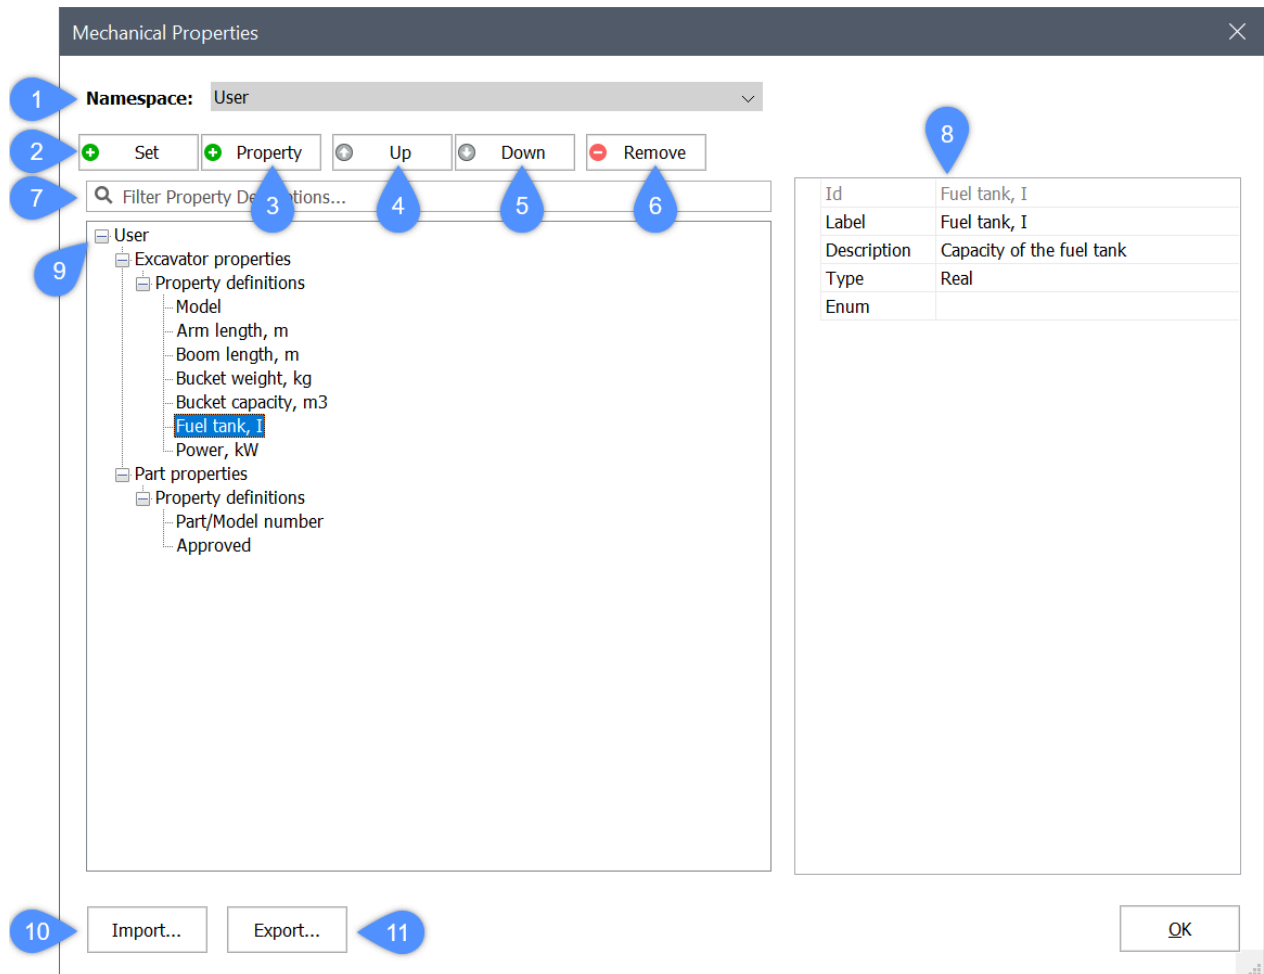 Mechanical Properties
1 Namespace: User
2 Set Property Up Down Remove
8
7 Filter Property De tions...
3 4 5 6
Id Fuel tank, I
Label Fuel tank, I
Description Capacity of the fuel tank
Type Real
Enum
9
User
Excavator properties
Property definitions
Model
Arm length, m
Boom length, m
Bucket weight, kg
Bucket capacity, m3
Fuel tank, I
Power, kW
Part properties
Property definitions
Part/Model number
Approved
10 Import... Export... 11 OK